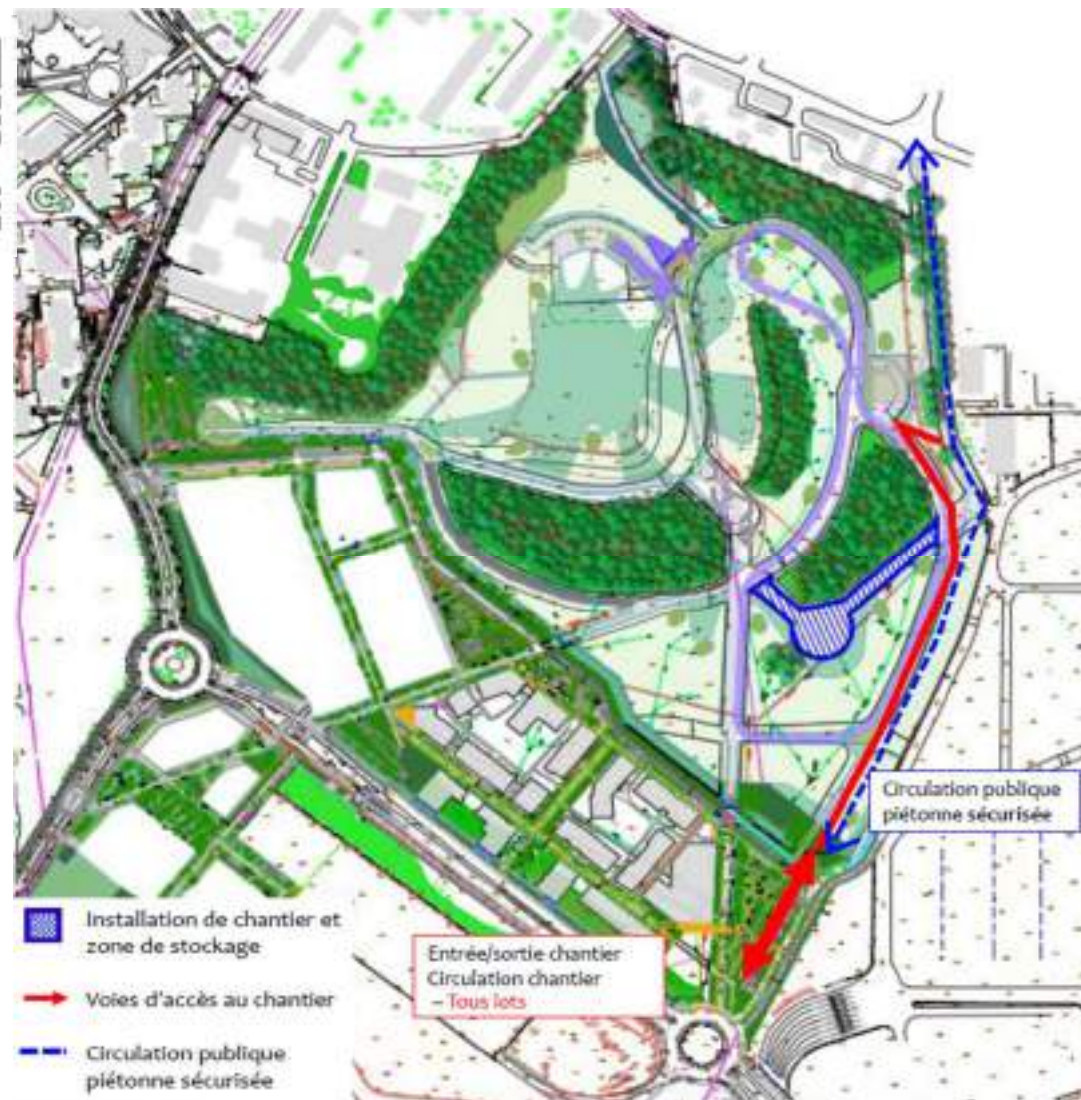 Circulation publique
piétonne sécurisée
Entrée/sortie chantier
Circulation chantier
– Tous lots
Installation de chantier et
zone de stockage
Voies d'accès au chantier
Circulation publique
piétonne sécurisée